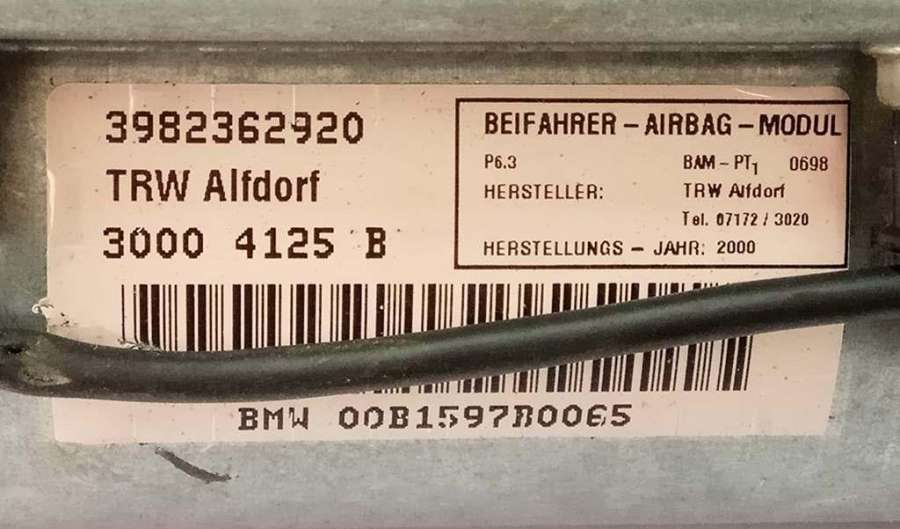 3982362920
TRW Alfdorf
3000 4125 B
BEIFAHRER - AIRBAG - MODUL
P6.3 BAM - PT1 0698
HERSTELLER: TRW Alfdorf
Tel. 07172 / 3020
HERSTELLUNGS - JAHR: 2000
BMW 00B1597B0065